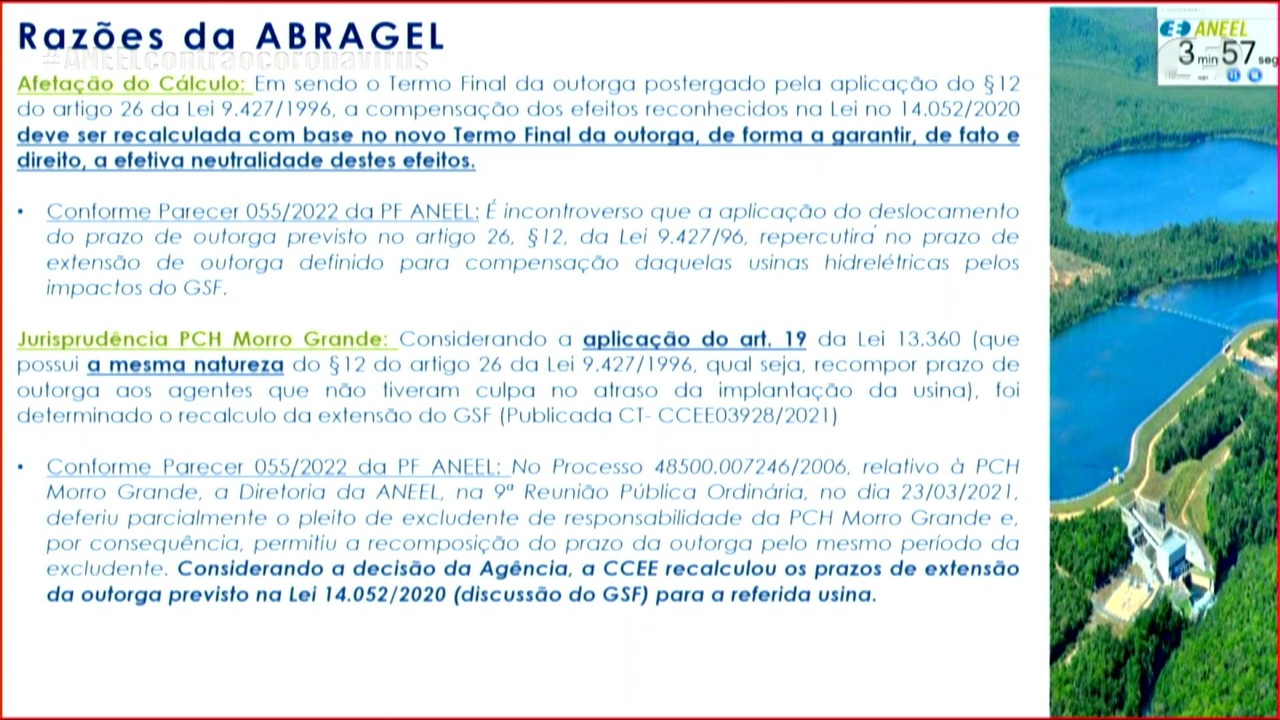 Razões da ABRAGEL
#ANEELcontraocoronavírus
ANEEL
3 min 57 seg
Afetação do Cálculo: Em sendo o Termo Final da outorga postergado pela aplicação do §12
do artigo 26 da Lei 9.427/1996, a compensação dos efeitos reconhecidos na Lei no 14.052/2020
deve ser recalculada com base no novo Termo Final da outorga, de forma a garantir, de fato e
direito, a efetiva neutralidade destes efeitos.
• Conforme Parecer 055/2022 da PF ANEEL: É incontroverso que a aplicação do deslocamento
do prazo de outorga previsto no artigo 26, §12, da Lei 9.427/96, repercutirá no prazo de
extensão de outorga definido para compensação daquelas usinas hidrelétricas pelos
impactos do GSF.
Jurisprudência PCH Morro Grande: Considerando a aplicação do art. 19 da Lei 13.360 (que
possui a mesma natureza do §12 do artigo 26 da Lei 9.427/1996, qual seja, recompor prazo de
outorga aos agentes que não tiveram culpa no atraso da implantação da usina), foi
determinado o recalculo da extensão do GSF (Publicada CT- CCEE03928/2021)
• Conforme Parecer 055/2022 da PF ANEEL: No Processo 48500.007246/2006, relativo à PCH
Morro Grande, a Diretoria da ANEEL, na 9ª Reunião Pública Ordinária, no dia 23/03/2021,
deferiu parcialmente o pleito de excludente de responsabilidade da PCH Morro Grande e,
por consequência, permitiu a recomposição do prazo da outorga pelo mesmo período da
excludente. Considerando a decisão da Agência, a CCEE recalculou os prazos de extensão
da outorga previsto na Lei 14.052/2020 (discussão do GSF) para a referida usina.